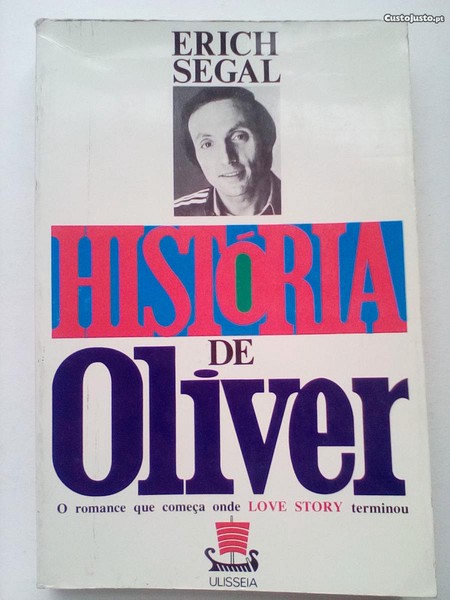 CustoJusto.pt
ERICH
SEGAL
HISTÓRIA
DE
Oliver
O romance que começa onde LOVE STORY terminou
ULISSEIA